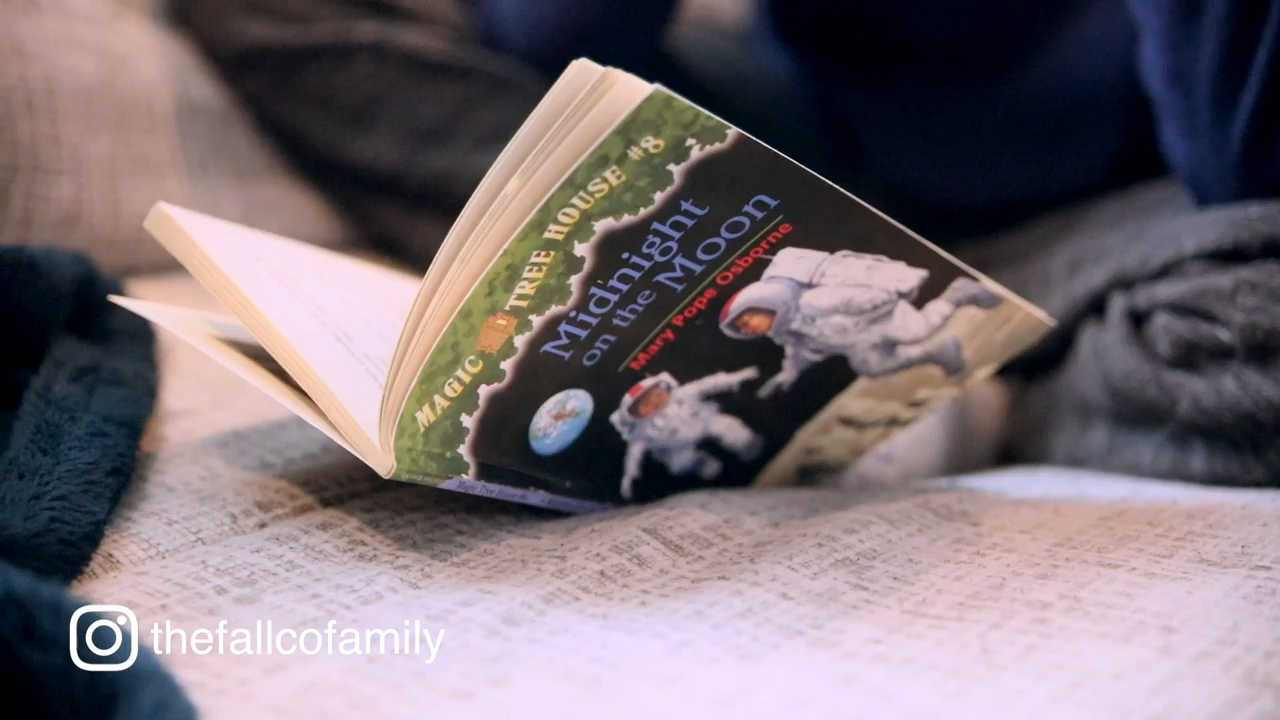 MAGIC TREE HOUSE #8
Midnight
on the Moon
Mary Pope Osborne
thefallcofamily